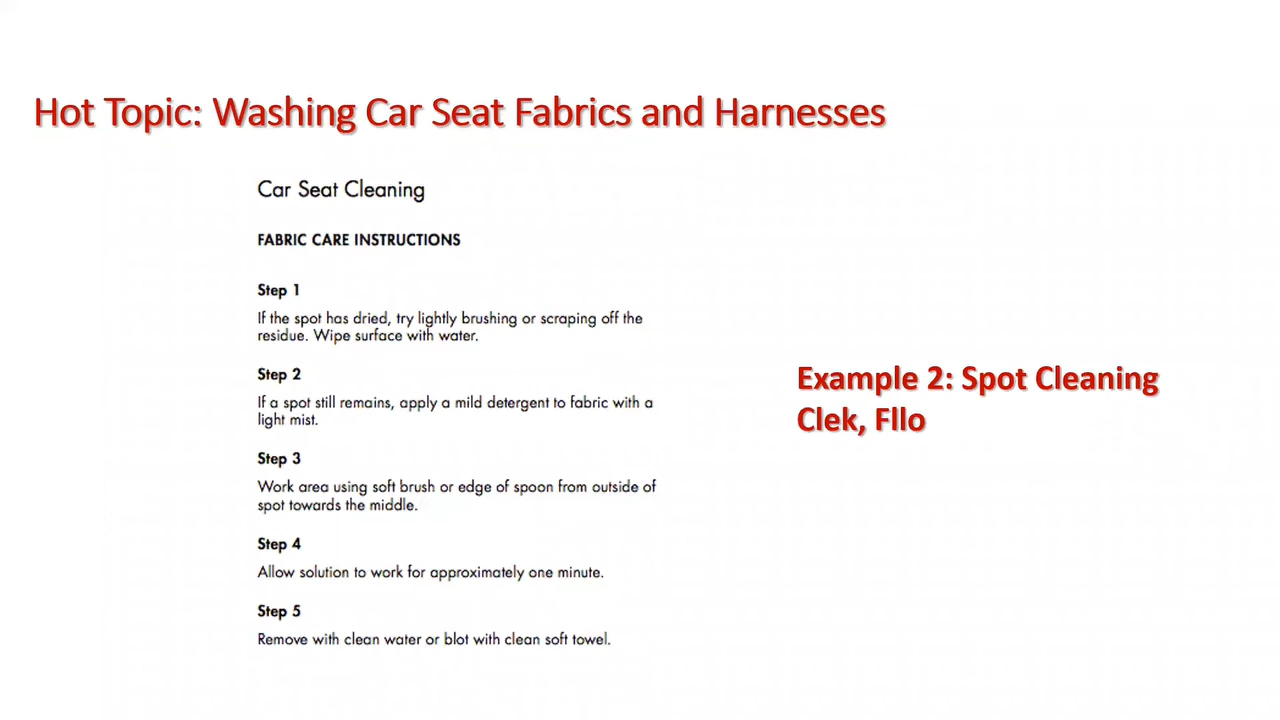 Hot Topic: Washing Car Seat Fabrics and Harnesses
Car Seat Cleaning
FABRIC CARE INSTRUCTIONS
Step 1
If the spot has dried, try lightly brushing or scraping off the
residue. Wipe surface with water.
Step 2
If a spot still remains, apply a mild detergent to fabric with a
light mist.
Step 3
Work area using soft brush or edge of spoon from outside of
spot towards the middle.
Step 4
Allow solution to work for approximately one minute.
Step 5
Remove with clean water or blot with clean soft towel.
Example 2: Spot Cleaning
Clek, Fllo